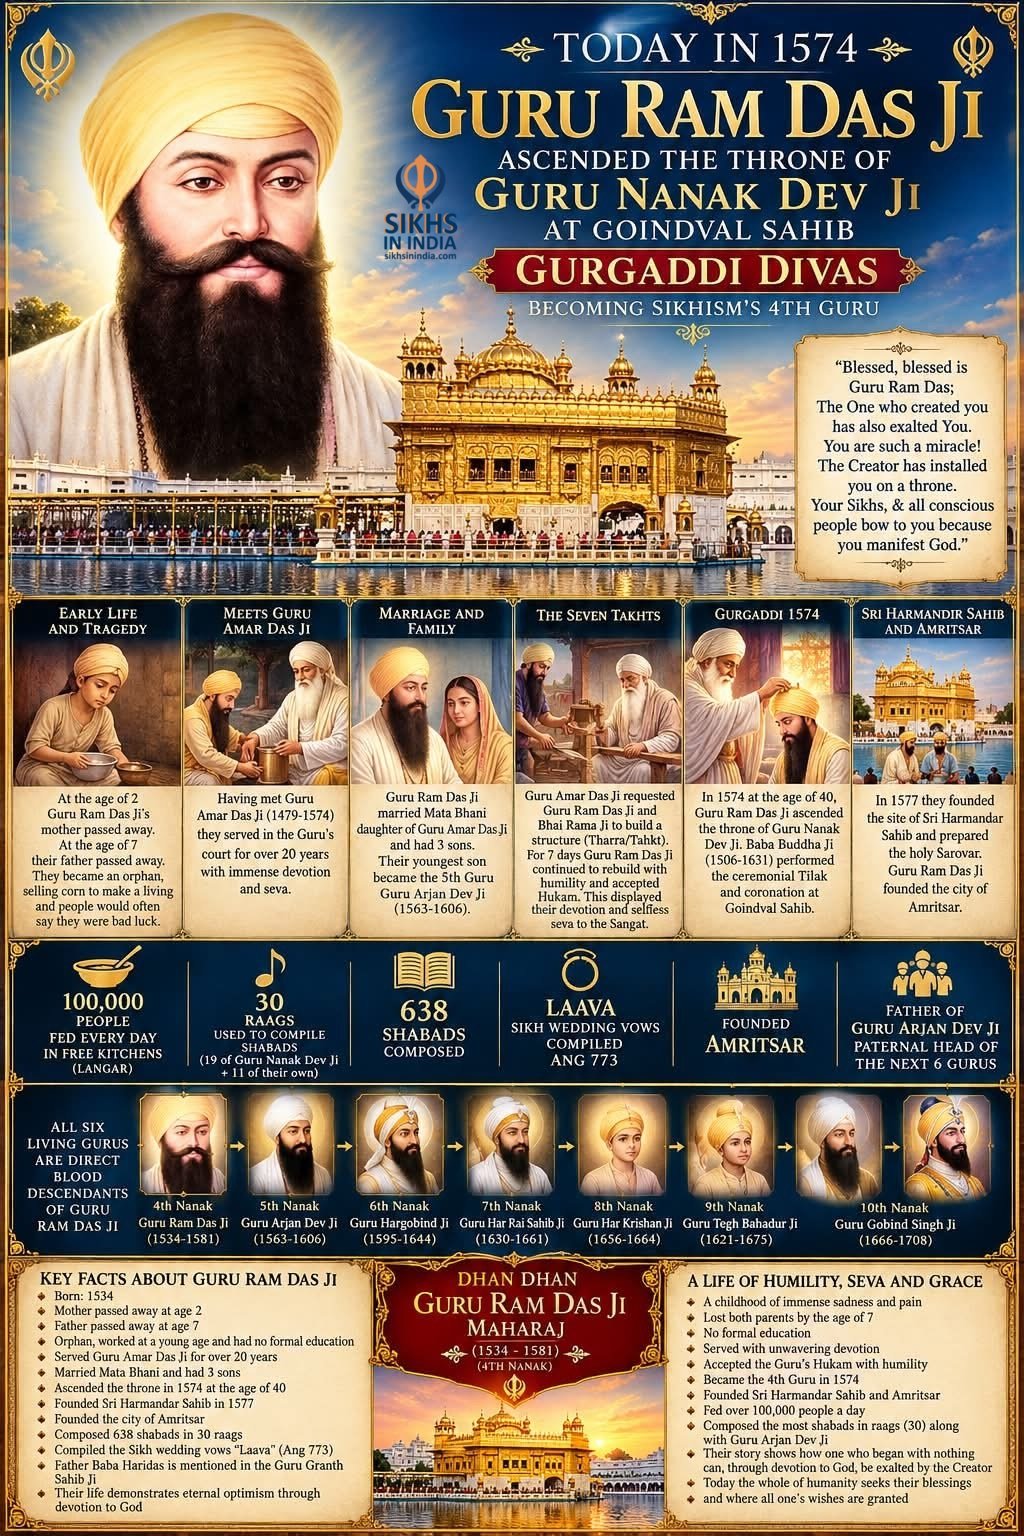 TODAY IN 1574
GURU RAM DAS JI
ASCENDED THE THRONE OF
GURU NANAK DEV JI
AT GOINDVAL SAHIB
GURGADDI DIVAS
BECOMING SIKHISM'S 4TH GURU
SIKHS
IN INDIA
sikhsinindia.com
"Blessed, blessed is
Guru Ram Das;
The One who created you
has also exalted You.
You are such a miracle!
The Creator has installed
you on a throne.
Your Sikhs, & all conscious
people bow to you because
you manifest God."
EARLY LIFE
AND TRAGEDY
At the age of 2
Guru Ram Das Ji's
mother passed away.
At the age of 7
their father passed away.
They became an orphan,
selling corn to make a living
and people would often
say they were bad luck.
MEETS GURU
AMAR DAS JI
Having met Guru
Amar Das Ji (1479-1574)
they served in the Guru's
court for over 20 years
with immense devotion
and seva.
MARRIAGE AND
FAMILY
Guru Ram Das Ji
married Mata Bhani
daughter of Guru Amar Das Ji
and had 3 sons.
Their youngest son
became the 5th Guru
Guru Arjan Dev Ji
(1563-1606).
THE SEVEN TAKHTS
Guru Amar Das Ji requested
Guru Ram Das Ji and
Bhai Rama Ji to build a
structure (Tharra/Tahkt).
For 7 days Guru Ram Das Ji
continued to rebuild with
humility and accepted
Hukam. This displayed
their devotion and selfless
seva to the Sangat.
GURGADDI 1574
In 1574 at the age of 40,
Guru Ram Das Ji ascended
the throne of Guru Nanak
Dev Ji. Baba Buddha Ji
(1506-1631) performed
the ceremonial Tilak
and coronation at
Goindval Sahib.
SRI HARMANDIR SAHIB
AND AMRITSAR
In 1577 they founded
the site of Sri Harmandar
Sahib and prepared
the holy Sarovar.
Guru Ram Das Ji
founded the city of
Amritsar.
100,000
PEOPLE
FED EVERY DAY
IN FREE KITCHENS
(LANGAR)
30
RAAGS
USED TO COMPILE
SHABADS
(19 of Guru Nanak Dev Ji
+ 11 of their own)
638
SHABADS
COMPOSED
LAAVA
SIKH WEDDING VOWS
COMPILED
ANG 773
FOUNDED
AMRITSAR
FATHER OF
GURU ARJAN DEV JI
PATERNAL HEAD OF
THE NEXT 6 GURUS
ALL SIX
LIVING GURUS
ARE DIRECT
BLOOD
DESCENDANTS
OF GURU
RAM DAS JI
4th Nanak
Guru Ram Das Ji
(1534-1581)
5th Nanak
Guru Arjan Dev Ji
(1563-1606)
6th Nanak
Guru Hargobind Ji
(1595-1644)
7th Nanak
Guru Har Rai Sahib Ji
(1630-1661)
8th Nanak
Guru Har Krishan Ji
(1656-1664)
9th Nanak
Guru Tegh Bahadur Ji
(1621-1675)
10th Nanak
Guru Gobind Singh Ji
(1666-1708)
KEY FACTS ABOUT GURU RAM DAS JI
Born: 1534
Mother passed away at age 2
Father passed away at age 7
Orphan, worked at a young age and had no formal education
Served Guru Amar Das Ji for over 20 years
Married Mata Bhani and had 3 sons
Ascended the throne in 1574 at the age of 40
Founded Sri Harmandar Sahib in 1577
Founded the city of Amritsar
Composed 638 shabads in 30 raags
Compiled the Sikh wedding vows "Laava" (Ang 773)
Father Baba Haridas is mentioned in the Guru Granth
Sahib Ji
Their life demonstrates eternal optimism through
devotion to God
DHAN DHAN
GURU RAM DAS JI
MAHARAJ
(1534 - 1581)
(4TH NANAK)
A LIFE OF HUMILITY, SEVA AND GRACE
A childhood of immense sadness and pain
Lost both parents by the age of 7
No formal education
Served with unwavering devotion
Accepted the Guru's Hukam with humility
Became the 4th Guru in 1574
Founded Sri Harmandar Sahib and Amritsar
Fed over 100,000 people a day
Composed the most shabads in raags (30) along
with Guru Arjan Dev Ji
Their story shows how one who began with nothing
can, through devotion to God, be exalted by the Creator
Today the whole of humanity seeks their blessings
and where all one's wishes are granted